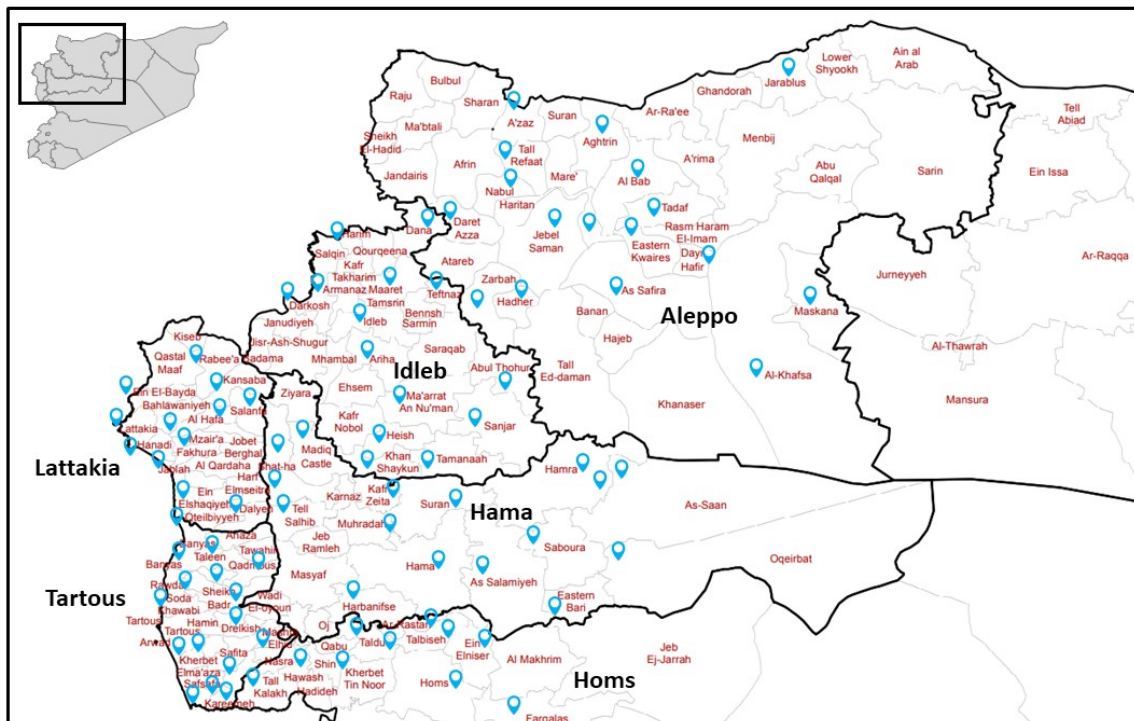 Bulbul
Raju
Sharan
A'zaz
Suran
Ar-Ra'ee
Ghandorah
Jarablus
Lower
Shyookh
Ain al
Arab
Tell
Abiad
Sheikh
El-Hadid
Ma'btali
Afrin
Tall
Refaat
Aghtrin
Menbij
Jandairis
Nabul
Mare'
Al Bab
A'rima
Abu
Qalqal
Sarin
Ein Issa
Haritan
Tadaf
Dana
Daret
Azza
Jebel
Saman
Eastern
Kwaires
Rasm Haram
El-Imam
Dayr
Hafir
Harim
Salqin
Qourqeena
Atareb
Kafr
Takharim
Armanaz
Maaret
Tamsrin
Teftnaz
Zarbah
Hadher
As Safira
Jurneyyeh
Ar-Raqqa
Darkosh
Idleb
Bennsh
Sarmin
Banan
Aleppo
Maskana
Janudiyeh
Jisr-Ash-Shugur
Mhambal
Ariha
Saraqab
Hajeb
Al-Thawrah
Kiseb
Qastal
Maaf
Rabee'a
Idleb
Abul Thohur
Tall
Ed-daman
Al-Khafsa
Mansura
Kansaba
Ein El-Bayda
Bahlawaniyeh
Salanfa
Ziyara
Ehsem
Ma'arrat
An Nu'man
Khanaser
Lattakia
Al Hafa
Kafr
Nobol
Heish
Sanjar
Hanadi
Mzair'a
Fakhura
Jobet
Berghal
Madiq
Castle
Khan
Shaykun
Tamanaah
Hamra
Lattakia
Jablah
Al Qardaha
Harf
Elmseitra
Shat-ha
Ein
Elshaqiyeh
Dalyeh
Tell
Salhib
Karnaz
Kafr
Zeita
Suran
Hama
As-Saan
Qteilbiyyeh
Muhradah
Jeb
Ramleh
Saboura
Oqeirbat
Anaza
Banyas
Taleen
Tawahin
Qadmous
Masyaf
Hama
As Salamiyeh
Tartous
Rawda
Soda
Khawabi
Sheikh
Badr
Wadi
El-oyoun
Harbanifse
Eastern
Bari
Tartous
Hamin
Dreikish
Oj
Ar-Rastan
Tartous
Arwad
Safita
Mashta
Elhiu
Qabu
Taldu
Talbiseh
Ein
Elniser
Al Makhrim
Jeb
Ej-Jarrah
Kherbet
Elma'aza
Nasra
Shin
Kherbet
Tin Noor
Safsafa
Tall
Kalakh
Hawash
Hadideh
Homs
Homs
Kareemeh
Farqalas